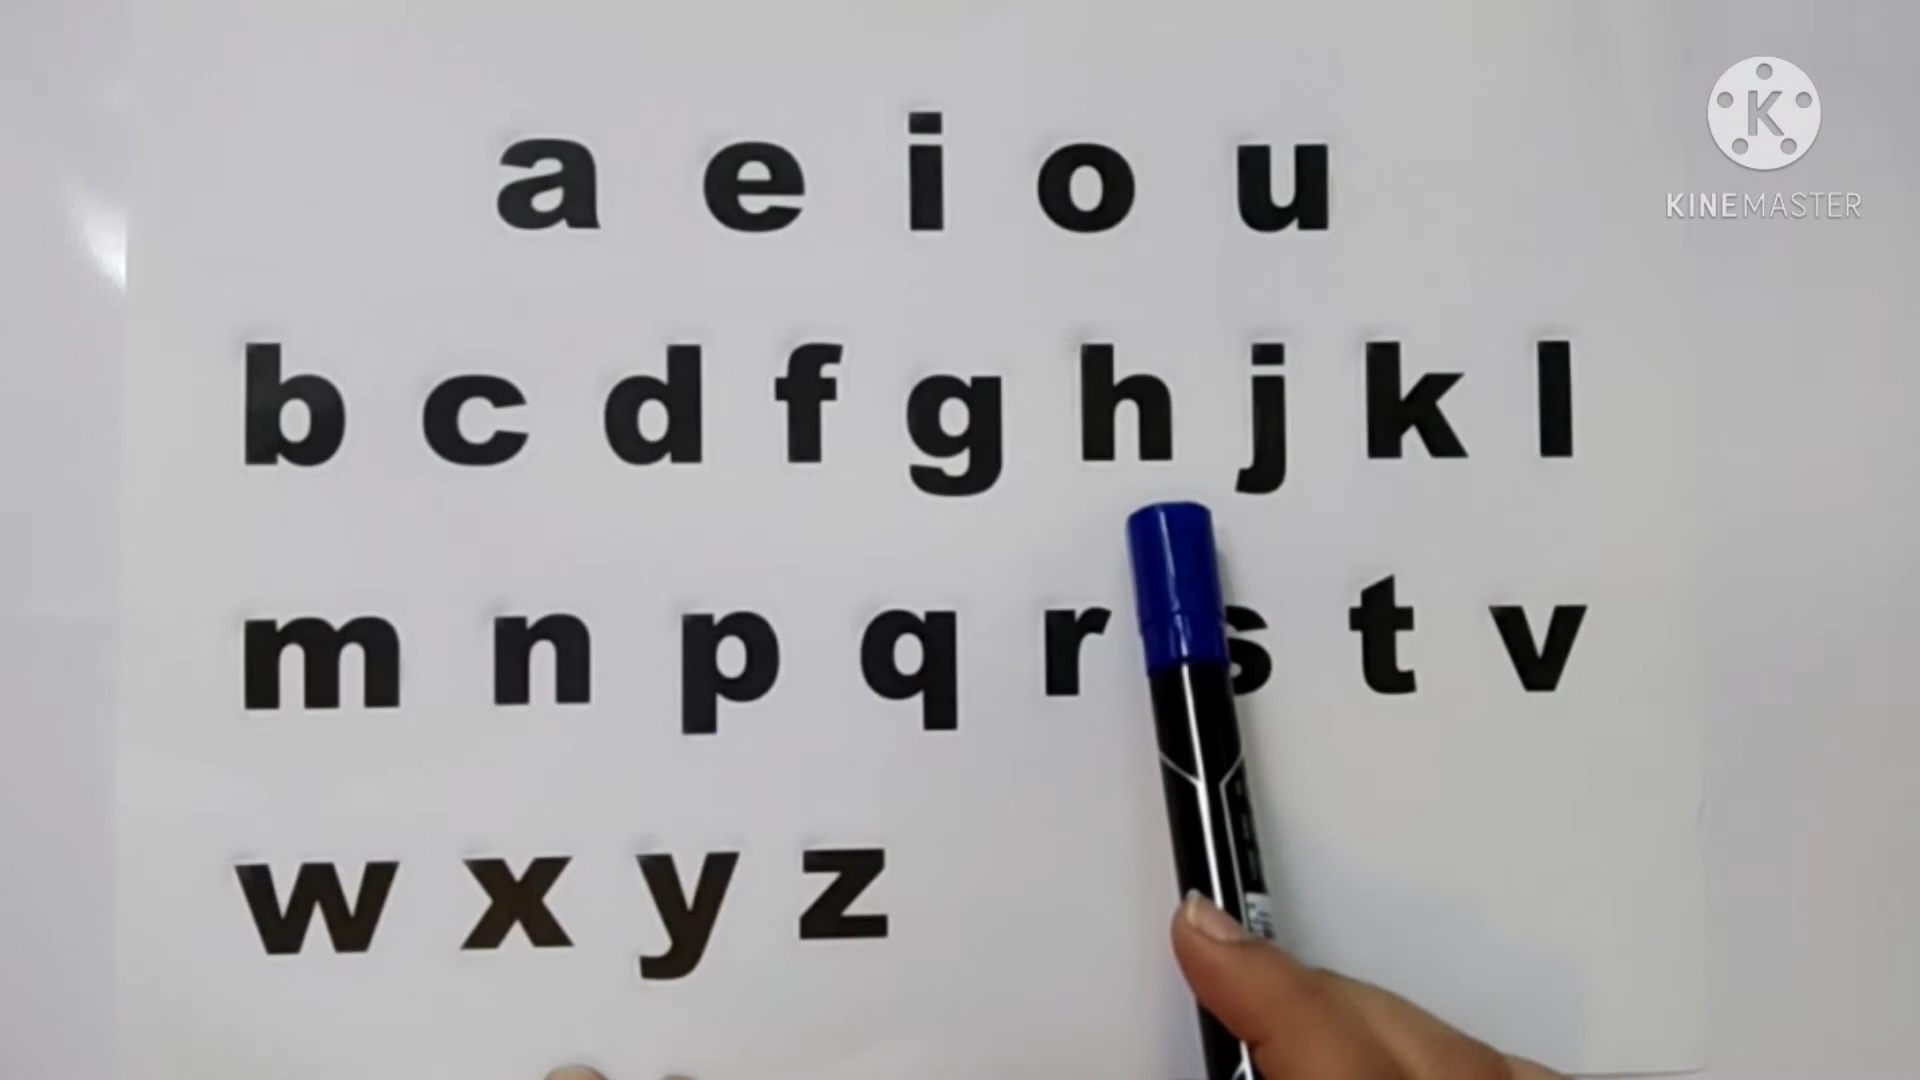 a e i o u
b c d f g h j k l
m n p q r s t v
w x y z
K
KINEMASTER